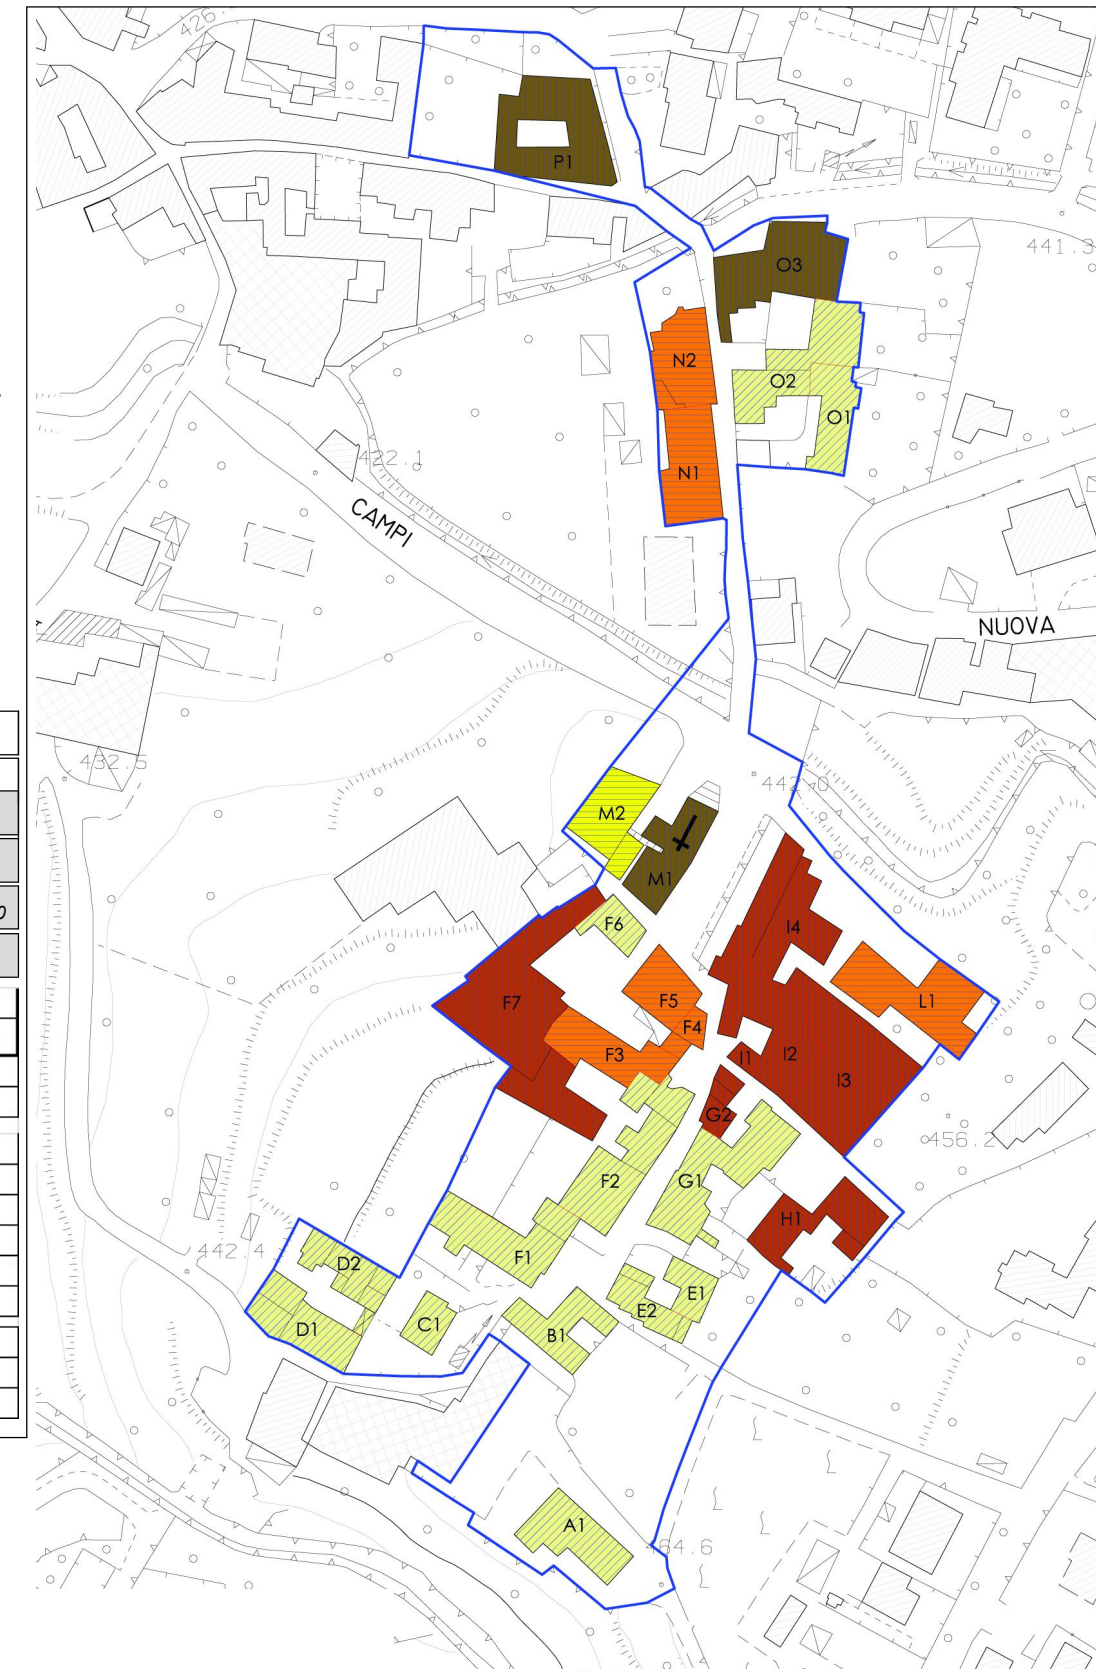 426.
P1
441.3
O3
N2
O2
O1
422.1
N1
CAMPI
NUOVA
432.5
442.0
M2
M1
F6
I4
F7
F5
L1
F4
F3
I1
I2
I3
G2
456.2
F2
G1
H1
442.4
D2
F1
E1
E2
D1
C1
B1
A1
464.6